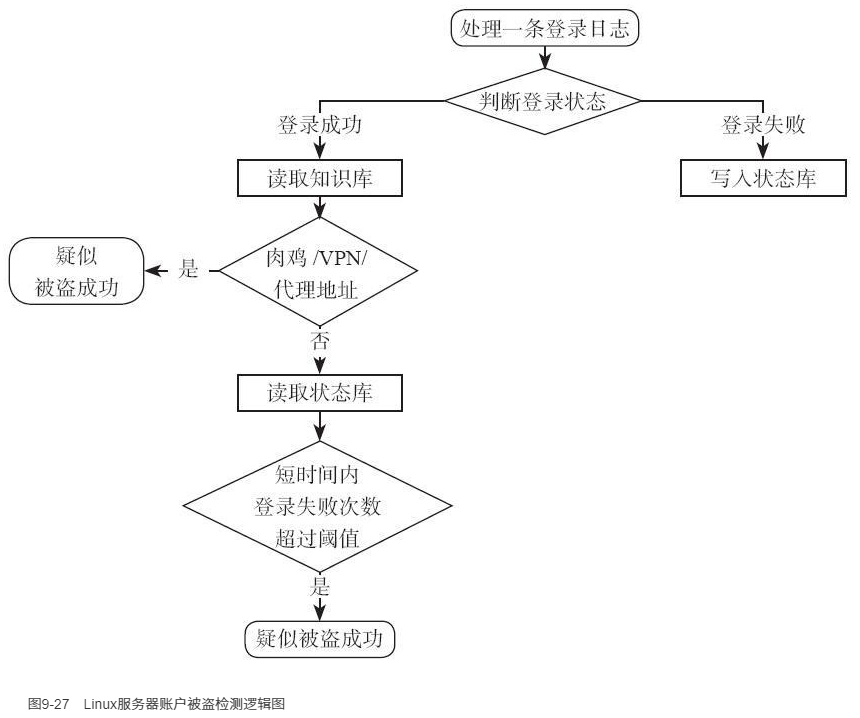 处理一条登录日志
判断登录状态
登录成功
登录失败
读取知识库
写入状态库
肉鸡/VPN/
代理地址
是
疑似
被盗成功
否
读取状态库
短时间内
登录失败次数
超过阈值
是
疑似被盗成功
图9-27 Linux服务器账户被盗检测逻辑图